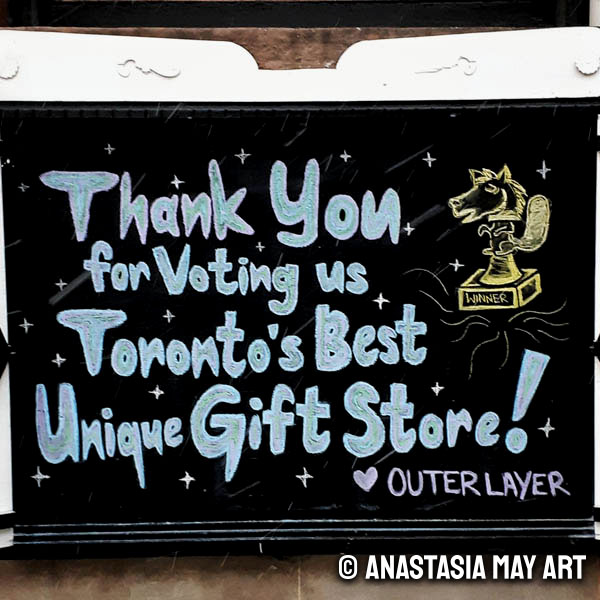 Thank You
for Voting us
Toronto's Best
Unique Gift Store!
WINNER
♥ OUTER LAYER
© ANASTASIA MAY ART